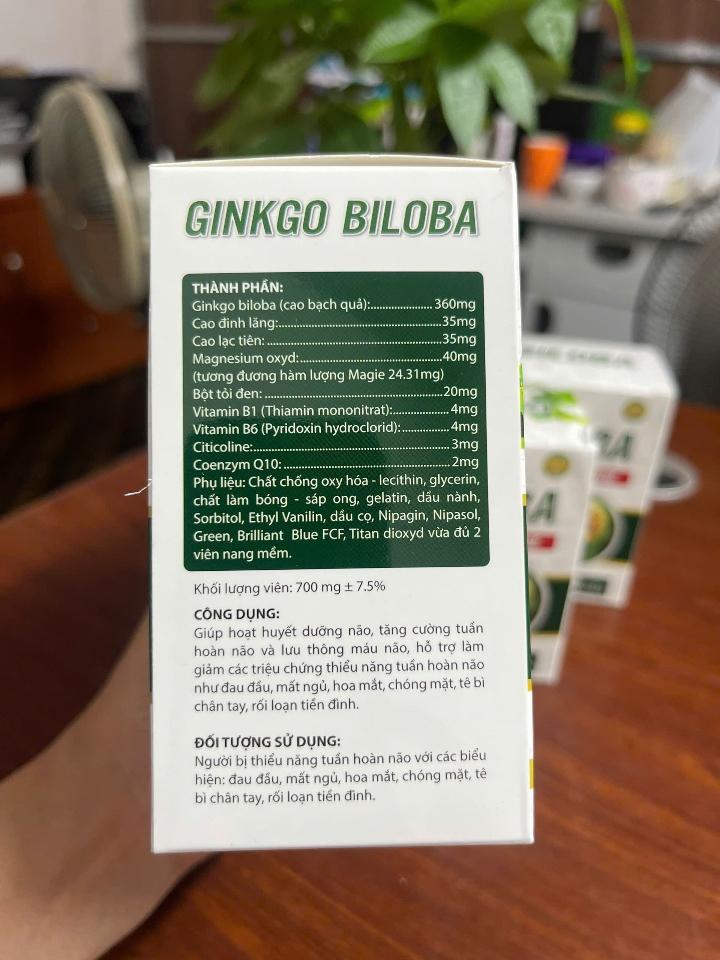 GINKGO BILOBA
THÀNH PHẦN:
Ginkgo biloba (cao bạch quả):.................. 360mg
Cao đinh lăng:................................................35mg
Cao lạc tiên:....................................................35mg
Magnesium oxyd:..........................................40mg
(tương đương hàm lượng Magie 24.31mg)
Bột tỏi đen: .....................................................20mg
Vitamin B1 (Thiamin mononitrat):................. 4mg
Vitamin B6 (Pyridoxin hydroclorid):............... 4mg
Citicoline:.......................................................... 3mg
Coenzym Q10: .................................................. 2mg
Phụ liệu: Chất chống oxy hóa - lecithin, glycerin,
chất làm bóng - sáp ong, gelatin, dầu nành,
Sorbitol, Ethyl Vanilin, dầu cọ, Nipagin, Nipasol,
Green, Brilliant Blue FCF, Titan dioxyd vừa đủ 2
viên nang mềm.
Khối lượng viên: 700 mg ± 7.5%
CÔNG DỤNG:
Giúp hoạt huyết dưỡng não, tăng cường tuần
hoàn não và lưu thông máu não, hỗ trợ làm
giảm các triệu chứng thiểu năng tuần hoàn não
như đau đầu, mất ngủ, hoa mắt, chóng mặt, tê bì
chân tay, rối loạn tiền đình.
ĐỐI TƯỢNG SỬ DỤNG:
Người bị thiểu năng tuần hoàn não với các biểu
hiện: đau đầu, mất ngủ, hoa mắt, chóng mặt, tê
bì chân tay, rối loạn tiền đình.